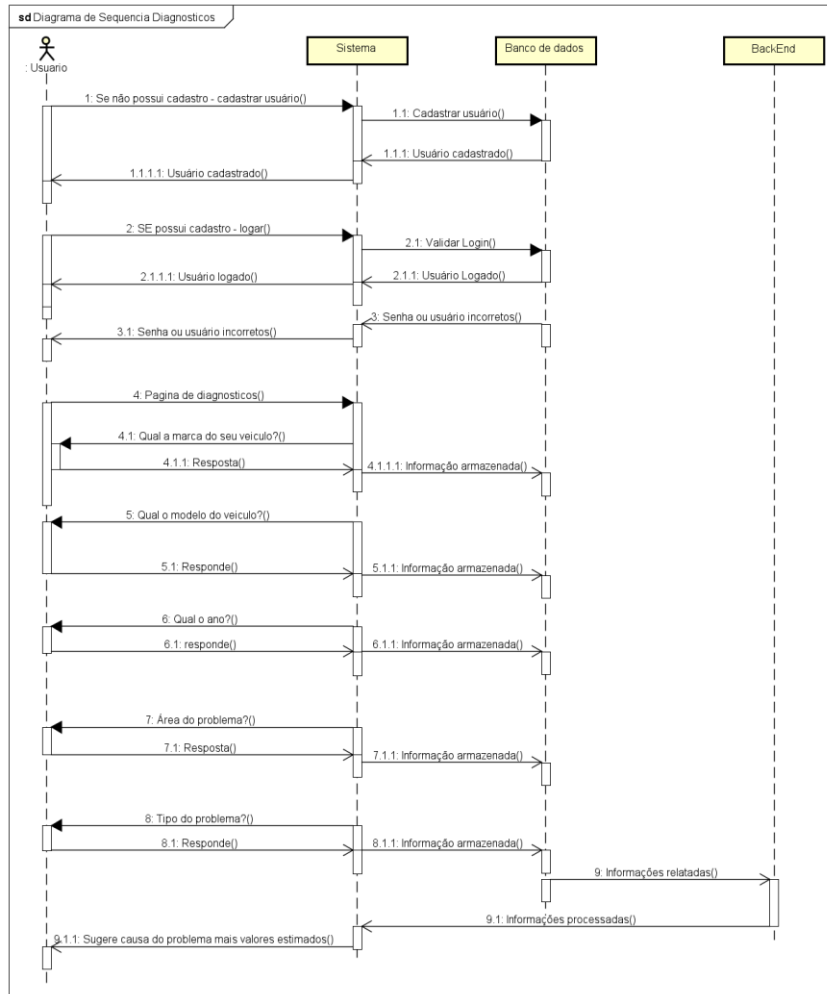 sd Diagrama de Sequencia Diagnosticos
: Usuario
Sistema
Banco de dados
BackEnd
1: Se não possui cadastro - cadastrar usuário()
1.1: Cadastrar usuário()
1.1.1: Usuário cadastrado()
1.1.1.1: Usuário cadastrado()
2: SE possui cadastro - logar()
2.1: Validar Login()
2.1.1: Usuário Logado()
2.1.1.1: Usuário logado()
3: Senha ou usuário incorretos()
3.1: Senha ou usuário incorretos()
4: Pagina de diagnosticos()
4.1: Qual a marca do seu veiculo?()
4.1.1: Resposta()
4.1.1.1: Informação armazenada()
5: Qual o modelo do veiculo?()
5.1: Responde()
5.1.1: Informação armazenada()
6: Qual o ano?()
6.1: responde()
6.1.1: Informação armazenada()
7: Área do problema?()
7.1: Resposta()
7.1.1: Informação armazenada()
8: Tipo do problema?()
8.1: Responde()
8.1.1: Informação armazenada()
9: Informações relatadas()
9.1: Informações processadas()
9.1.1: Sugere causa do problema mais valores estimados()